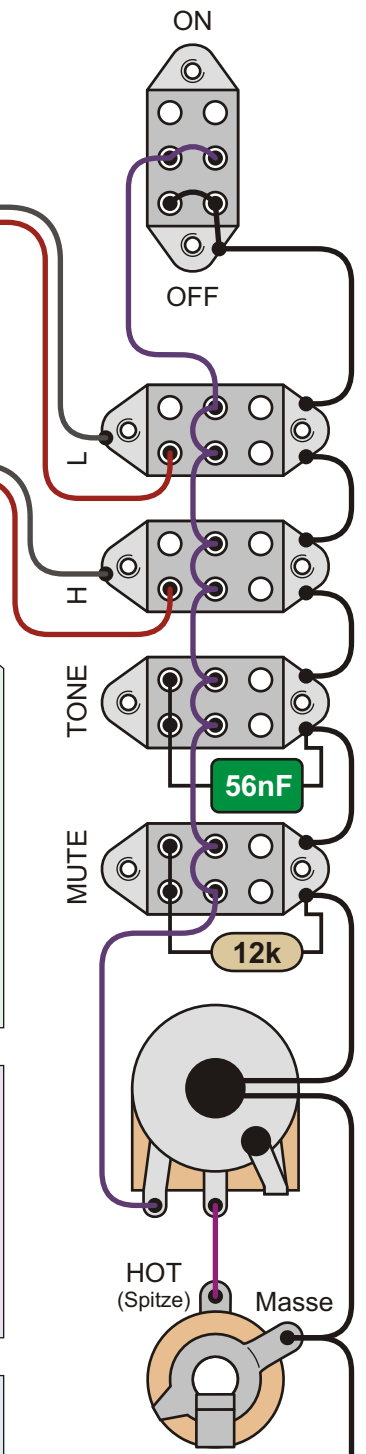 ON
OFF
L
H
TONE
56nF
MUTE
12k
HOT
(Spitze)
Masse